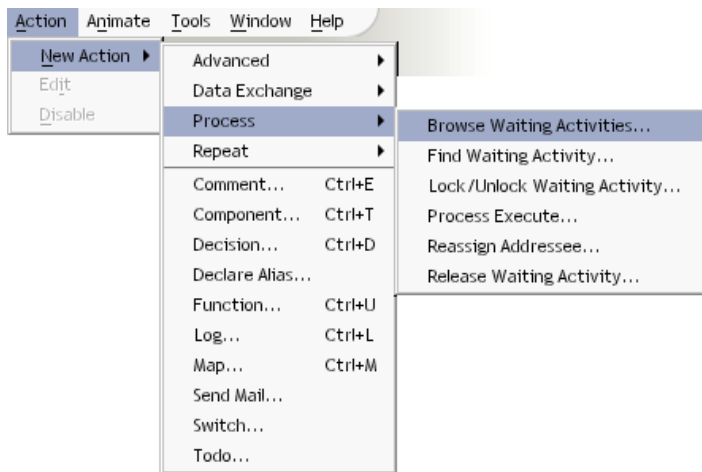 Action Animate Tools Window Help
New Action
Edit
Disable
Advanced
Data Exchange
Process
Repeat
Comment... Ctrl+E
Component... Ctrl+T
Decision... Ctrl+D
Declare Alias...
Function... Ctrl+U
Log... Ctrl+L
Map... Ctrl+M
Send Mail...
Switch...
Todo...
Browse Waiting Activities...
Find Waiting Activity...
Lock/Unlock Waiting Activity...
Process Execute...
Reassign Addressee...
Release Waiting Activity...